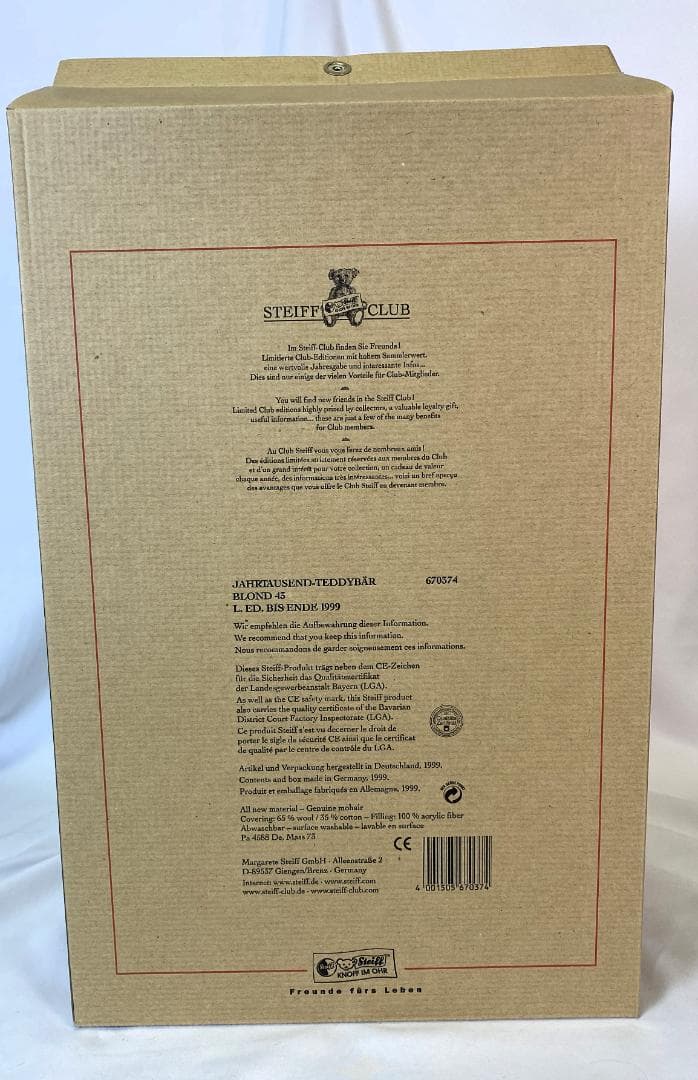 STEIFF CLUB
Im Steiff-Club finden Sie Freunde!
Limitierte Club-Editionen mit hohem Sammlerwert,
eine wertvolle Jahresgabe und interessante Infos...
Dies sind nur einige der vielen Vorteile für Club-Mitglieder.
You will find new friends in the Steiff Club!
Limited Club editions highly prized by collectors, a valuable loyalty gift,
useful information... these are just a few of the many benefits
for Club members.
Au Club Steiff vous vous ferez de nombreux amis!
Des éditions limitées strictement réservées aux membres du Club
et d'un grand intérêt pour votre collection, un cadeau de valeur
chaque année, des informations très intéressantes... voici un bref aperçu
des avantages que vous offre le Club Steiff en devenant membre.
JAHRTAUSEND-TEDDYBÄR 670374
BLOND 43
L. ED. BIS ENDE 1999
Wir empfehlen die Aufbewahrung dieser Information.
We recommend that you keep this information.
Nous recommandons de garder soigneusement ces informations.
Dieses Steiff-Produkt trägt neben dem CE-Zeichen
für die Sicherheit das Qualitätszertifikat
der Landesgewerbeanstalt Bayern (LGA).
As well as the CE safety mark, this Steiff product
also carries the quality certificate of the Bavarian
District Court Factory Inspectorate (LGA).
Ce produit Steiff s'est vu décerner le droit de
porter le sigle de sécurité CE ainsi que le certificat
de qualité par le centre de contrôle du LGA.
Artikel und Verpackung hergestellt in Deutschland, 1999.
Contents and box made in Germany, 1999.
Produit et emballage fabriqués en Allemagne, 1999.
All new material – Genuine mohair
Covering: 65 % wool / 35 % cotton – Filling: 100 % acrylic fiber
Abwaschbar – surface washable – lavable en surface
Pa 4588 De. Mass 73
CE
Margarete Steiff GmbH · Alleenstraße 2
D-89537 Giengen/Brenz · Germany
Internet: www.steiff.de · www.steiff.com
www.steiff-club.de · www.steiff-club.com
4 001505 670374
Steiff
KNOPF IM OHR
Freunde fürs Leben